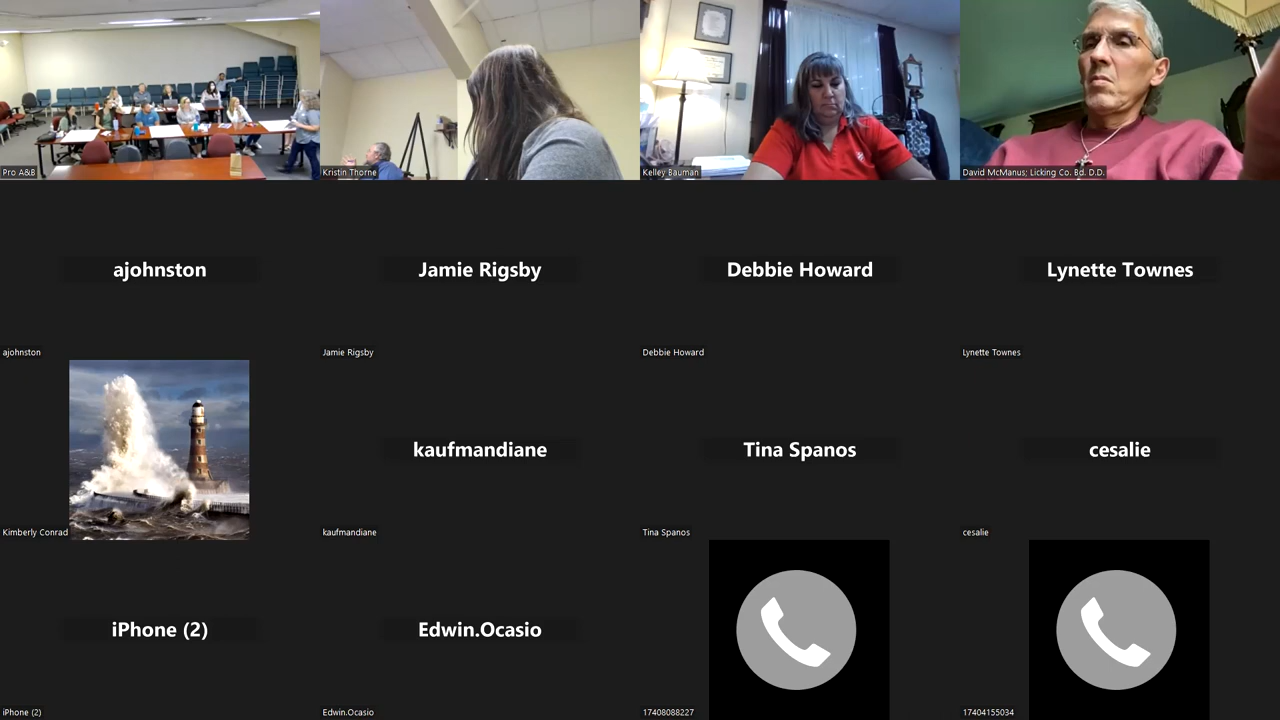 Pro A&B
Kristin Thorne
Kelley Bauman
David McManus; Licking Co. Bd. D.D.
ajohnston
Jamie Rigsby
Debbie Howard
Lynette Townes
ajohnston
Jamie Rigsby
Debbie Howard
Lynette Townes
kaufmandiane
Tina Spanos
cesalie
Kimberly Conrad
kaufmandiane
Tina Spanos
cesalie
iPhone (2)
Edwin.Ocasio
iPhone (2)
Edwin.Ocasio
17408088227
17404155034